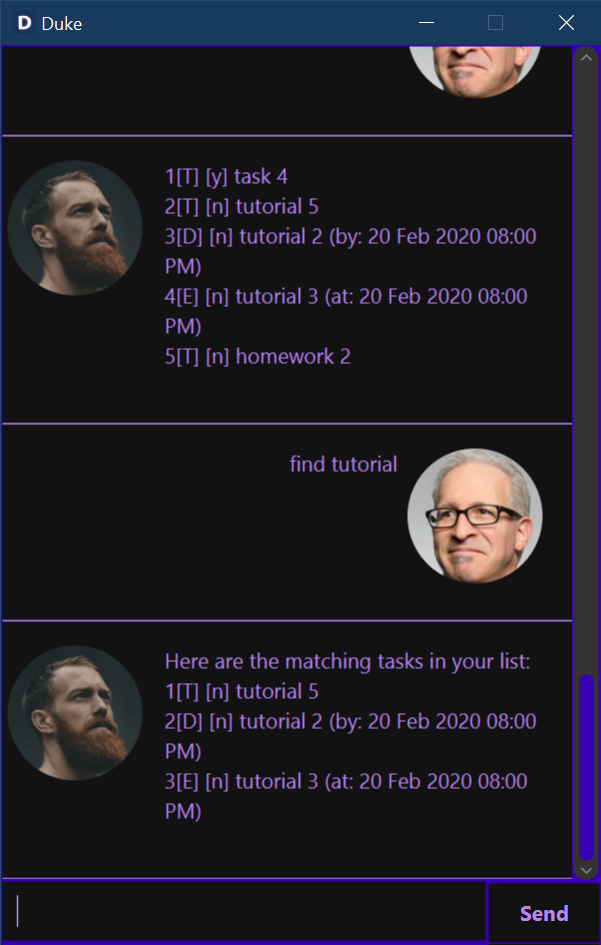 D Duke
1[T] [y] task 4
2[T] [n] tutorial 5
3[D] [n] tutorial 2 (by: 20 Feb 2020 08:00
PM)
4[E] [n] tutorial 3 (at: 20 Feb 2020 08:00
PM)
5[T] [n] homework 2
find tutorial
Here are the matching tasks in your list:
1[T] [n] tutorial 5
2[D] [n] tutorial 2 (by: 20 Feb 2020 08:00
PM)
3[E] [n] tutorial 3 (at: 20 Feb 2020 08:00
PM)
Send